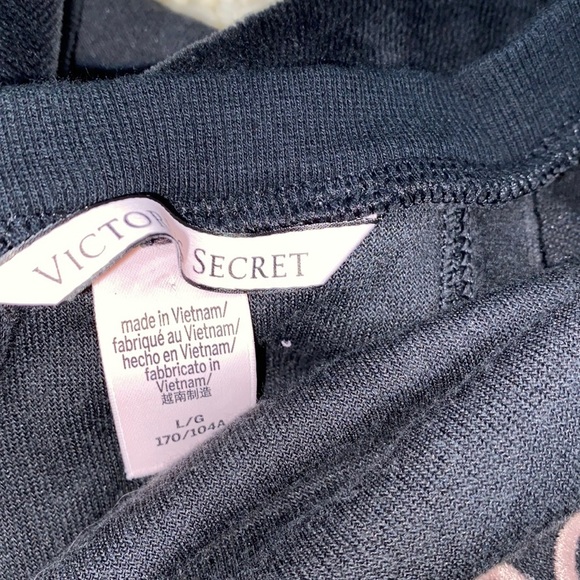 VICTOR
SECRET
made in Vietnam/
fabriqué au Vietnam/
hecho en Vietnam/
fabbricato in
Vietnam/
越南制造
L/G
170/104A